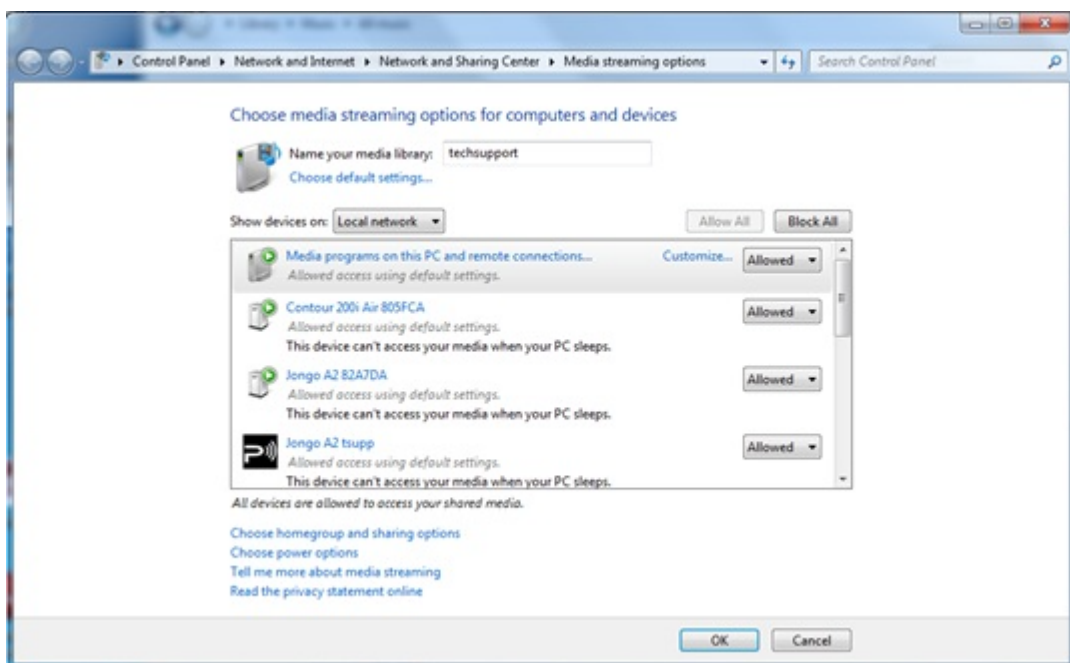 Control Panel ▸ Network and Internet ▸ Network and Sharing Center ▸ Media streaming options
Search Control Panel
Choose media streaming options for computers and devices
Name your media library: techsupport
Choose default settings...
Show devices on: Local network
Allow All Block All
Media programs on this PC and remote connections... Customize... Allowed
Allowed access using default settings.
Contour 200i Air 805FCA Allowed
Allowed access using default settings.
This device can't access your media when your PC sleeps.
Jongo A2 82A7DA Allowed
Allowed access using default settings.
This device can't access your media when your PC sleeps.
Jongo A2 tsupp Allowed
Allowed access using default settings.
This device can't access your media when your PC sleeps.
All devices are allowed to access your shared media.
Choose homegroup and sharing options
Choose power options
Tell me more about media streaming
Read the privacy statement online
OK Cancel